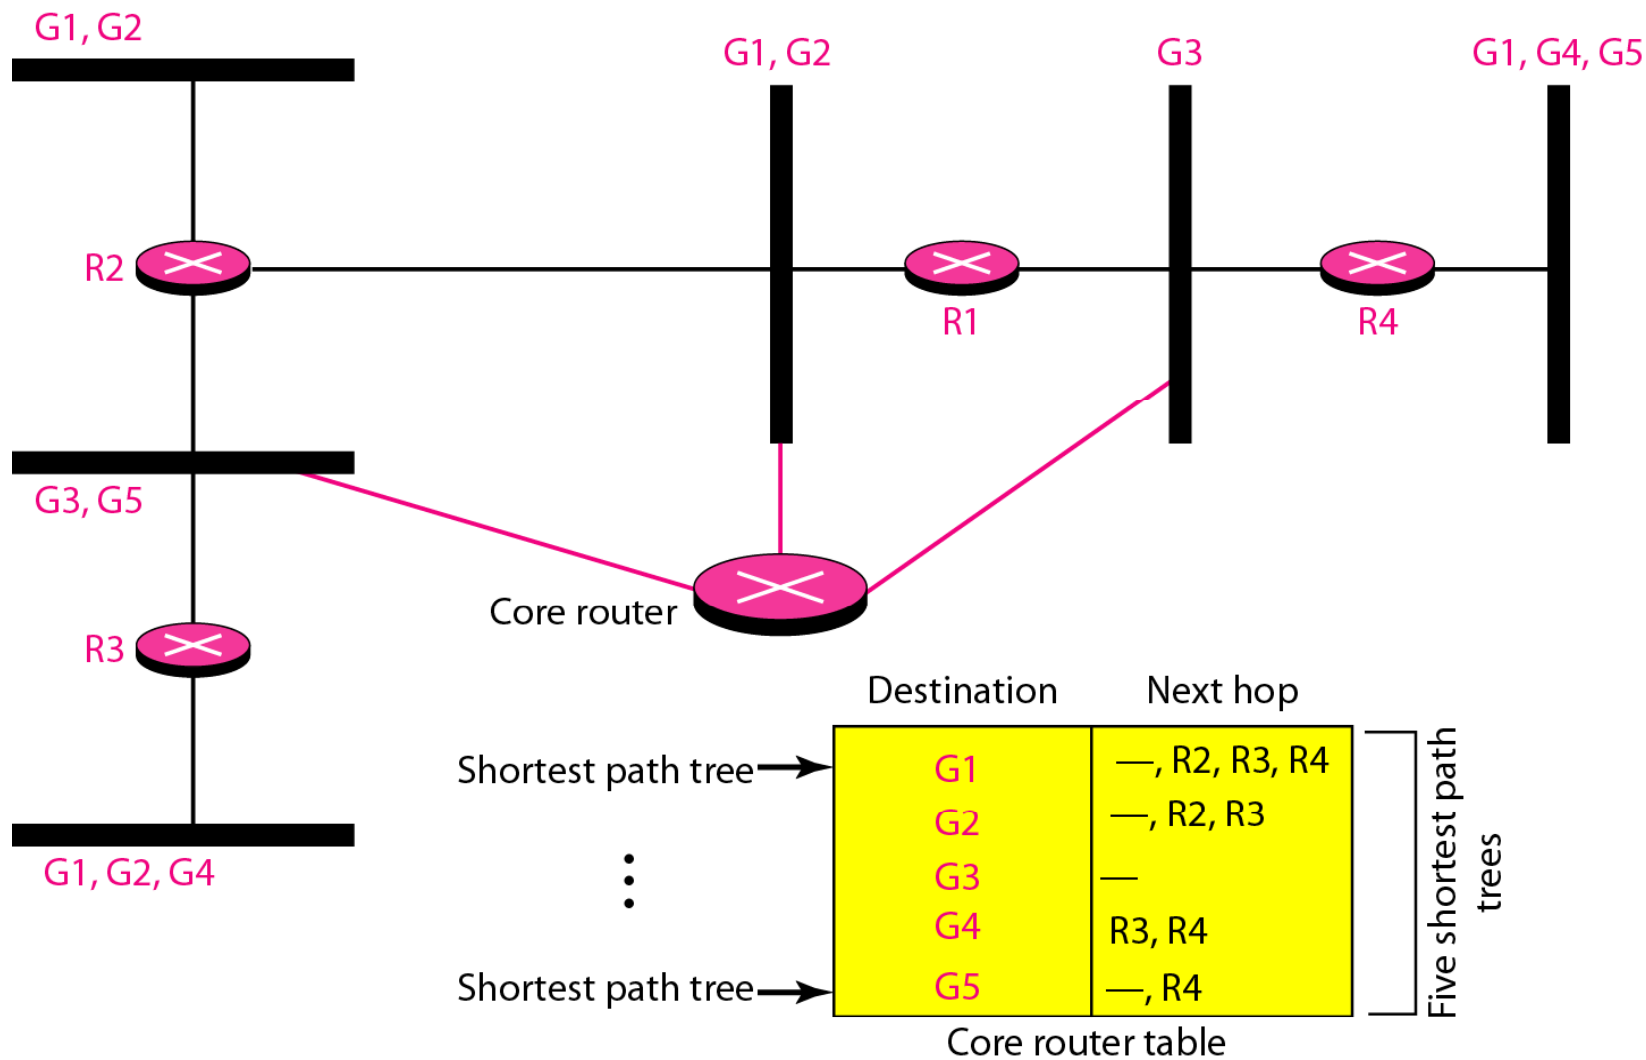 G1, G2
G1, G2
G3
G1, G4, G5
R2
R1
R4
G3, G5
Core router
R3
G1, G2, G4
Destination Next hop
Shortest path tree G1 —, R2, R3, R4
G2 —, R2, R3
G3 —
G4 R3, R4
Shortest path tree G5 —, R4
Five shortest path
trees
Core router table